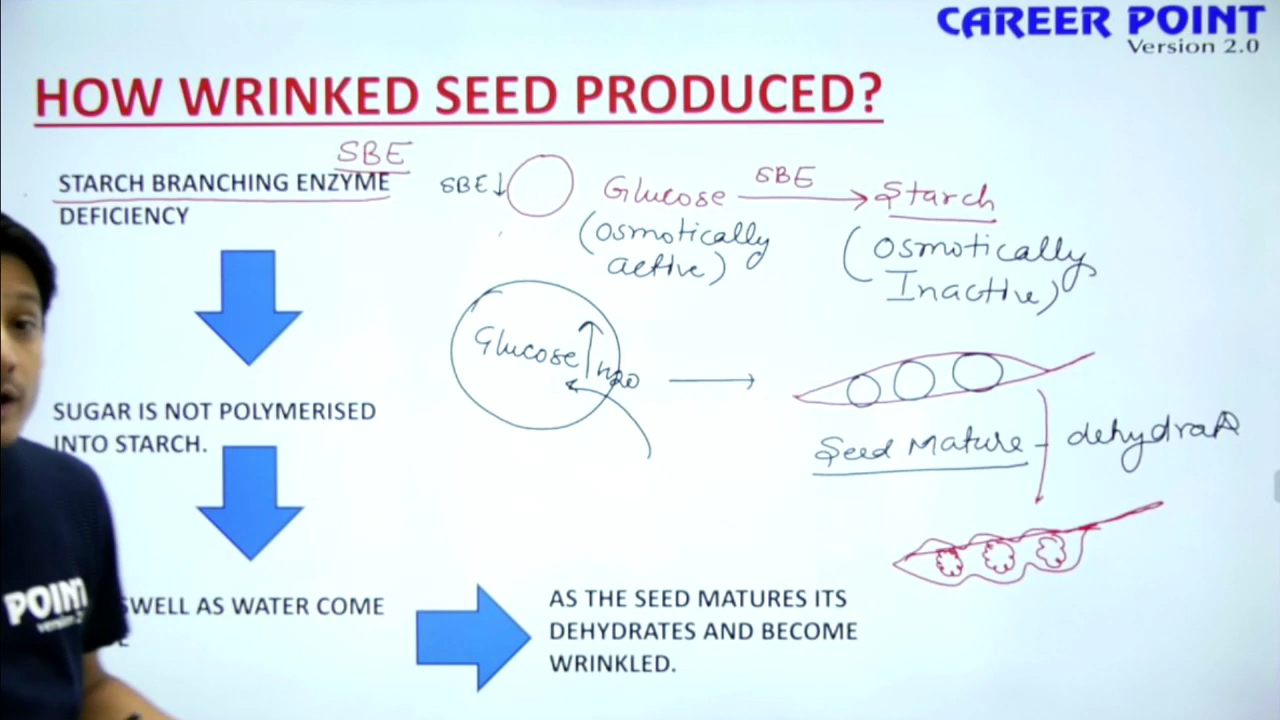 CAREER POINT
Version 2.0
HOW WRINKED SEED PRODUCED?
SBE
STARCH BRANCHING ENZYME
DEFICIENCY
SBE↓
Glucose SBE → Starch
(Osmotically
active)
(Osmotically
Inactive)
Glucose↑
H20
SUGAR IS NOT POLYMERISED
INTO STARCH.
Seed Mature
SWELL AS WATER COME
AS THE SEED MATURES ITS
DEHYDRATES AND BECOME
WRINKLED.
POINT